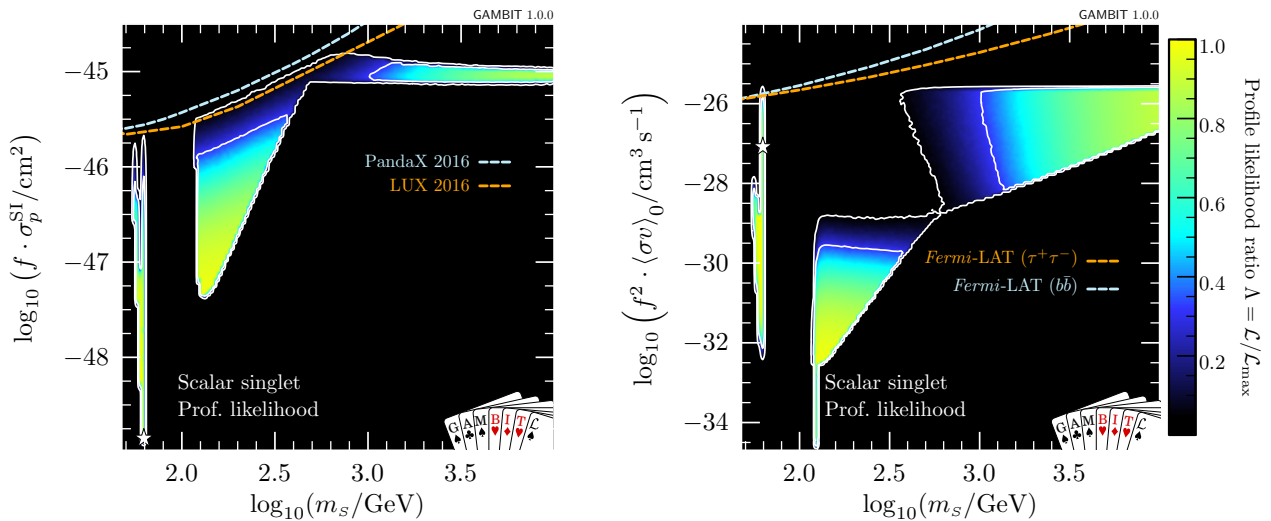 GAMBIT 1.0.0
−45
−46
−47
−48
log₁₀ (f · σₚˢᴵ/cm²)
PandaX 2016
LUX 2016
Scalar singlet
Prof. likelihood
G A M B I T ℒ
2.0 2.5 3.0 3.5
log₁₀(m_S/GeV)
GAMBIT 1.0.0
−26
−28
−30
−32
−34
log₁₀ (f² · ⟨σv⟩₀/cm³ s⁻¹)
Fermi-LAT (τ⁺τ⁻)
Fermi-LAT (bb̄)
Scalar singlet
Prof. likelihood
G A M B I T ℒ
2.0 2.5 3.0 3.5
log₁₀(m_S/GeV)
1.0
0.8
0.6
0.4
0.2
Profile likelihood ratio Λ = ℒ/ℒmax